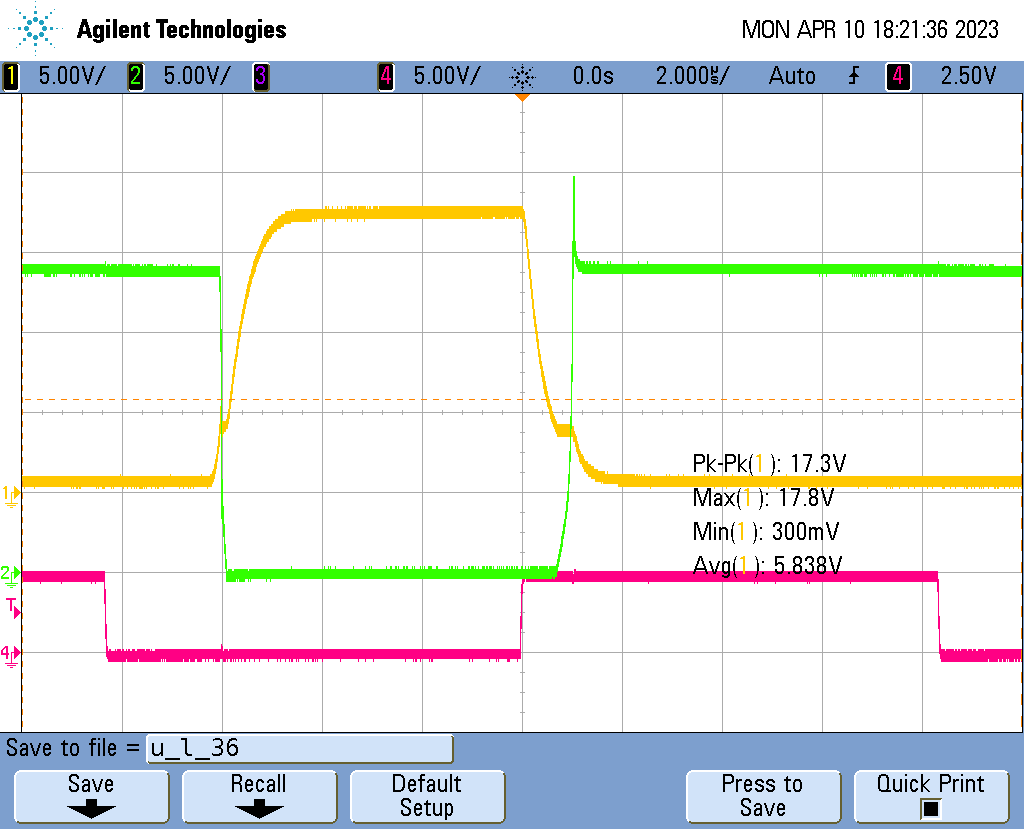 Agilent Technologies MON APR 10 18:21:36 2023
1 5.00V/ 2 5.00V/ 3 4 5.00V/ 0.0s 2.000µs/ Auto 4 2.50V
Pk-Pk(1): 17.3V
1
Max(1): 17.8V
Min(1): 300mV
Avg(1): 5.838V
2
T
4
Save to file = u_l_36
Save Recall Default Setup Press to Save Quick Print